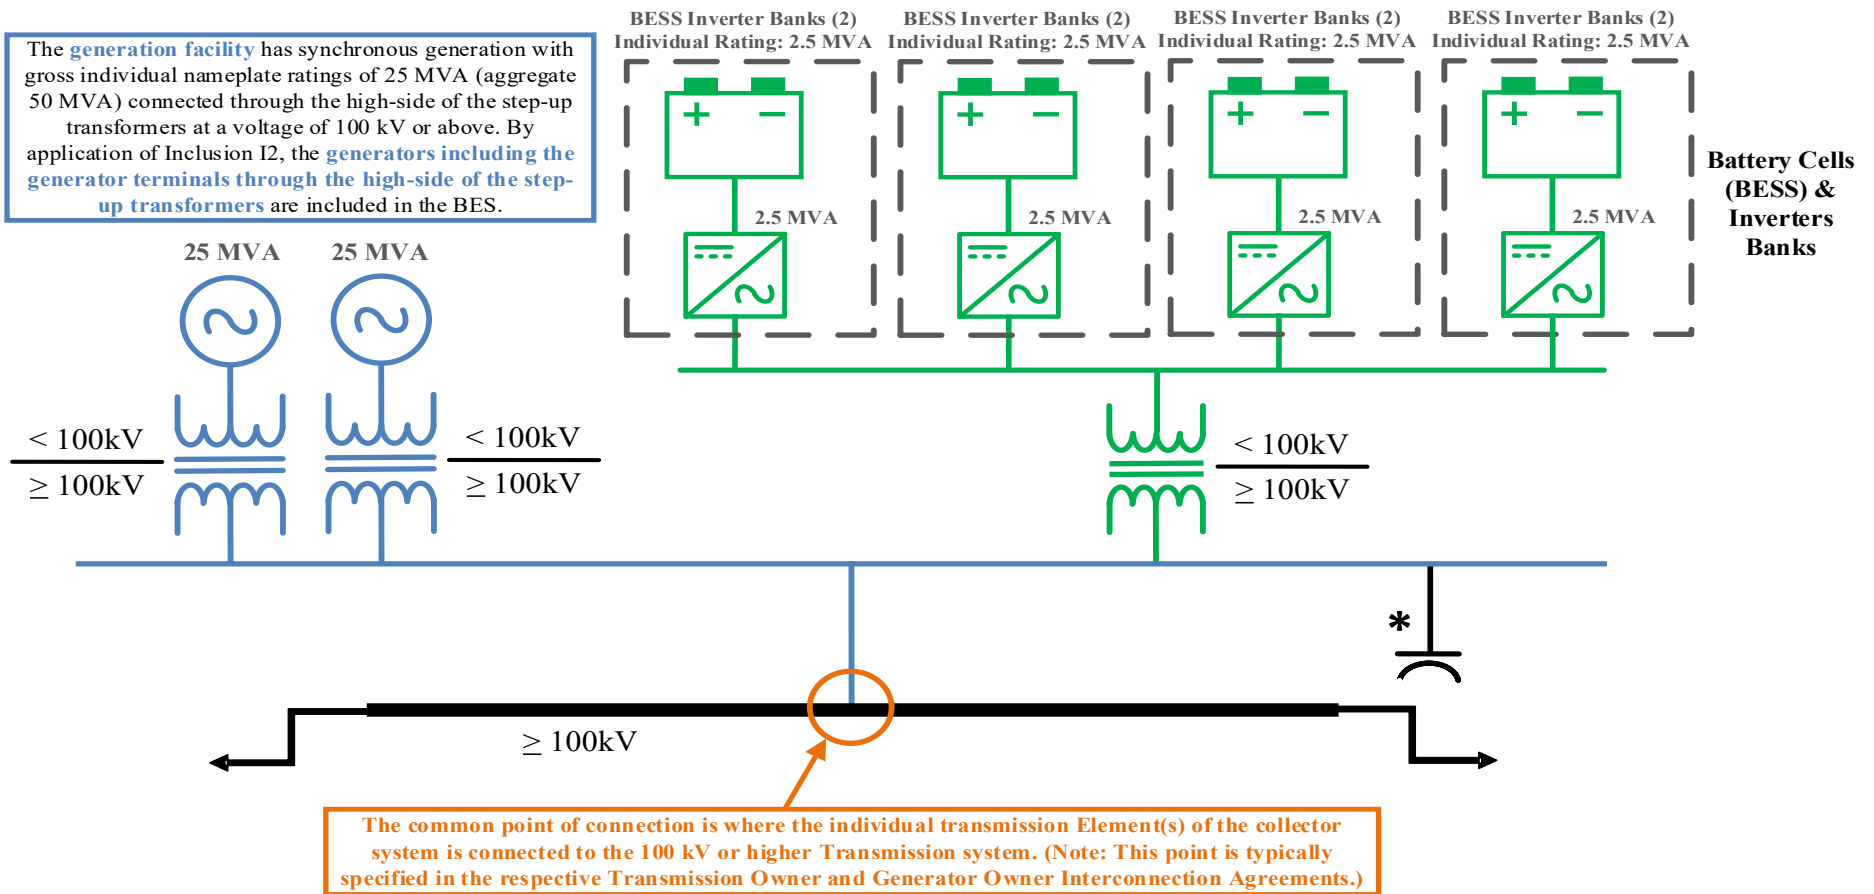 The generation facility has synchronous generation with
gross individual nameplate ratings of 25 MVA (aggregate
50 MVA) connected through the high-side of the step-up
transformers at a voltage of 100 kV or above. By
application of Inclusion I2, the generators including the
generator terminals through the high-side of the step-
up transformers are included in the BES.
BESS Inverter Banks (2)
Individual Rating: 2.5 MVA
BESS Inverter Banks (2)
Individual Rating: 2.5 MVA
BESS Inverter Banks (2)
Individual Rating: 2.5 MVA
BESS Inverter Banks (2)
Individual Rating: 2.5 MVA
+ −
+ −
+ −
+ −
2.5 MVA
2.5 MVA
2.5 MVA
2.5 MVA
Battery Cells
(BESS) &
Inverters
Banks
25 MVA
25 MVA
< 100kV
≥ 100kV
< 100kV
≥ 100kV
< 100kV
≥ 100kV
*
≥ 100kV
The common point of connection is where the individual transmission Element(s) of the collector
system is connected to the 100 kV or higher Transmission system. (Note: This point is typically
specified in the respective Transmission Owner and Generator Owner Interconnection Agreements.)